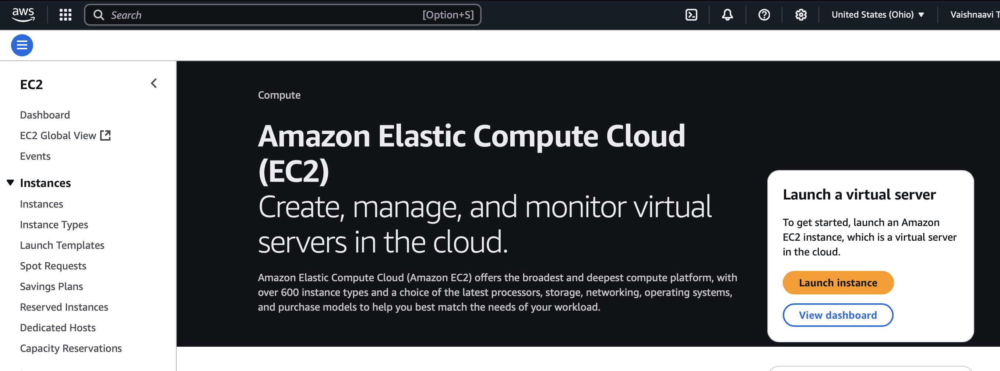 aws
Search [Option+S]
United States (Ohio)
Vaishnaavi
EC2
Dashboard
EC2 Global View
Events
Instances
Instances
Instance Types
Launch Templates
Spot Requests
Savings Plans
Reserved Instances
Dedicated Hosts
Capacity Reservations
Compute
Amazon Elastic Compute Cloud
(EC2)
Create, manage, and monitor virtual
servers in the cloud.
Amazon Elastic Compute Cloud (Amazon EC2) offers the broadest and deepest compute platform, with
over 600 instance types and a choice of the latest processors, storage, networking, operating systems,
and purchase models to help you best match the needs of your workload.
Launch a virtual server
To get started, launch an Amazon
EC2 instance, which is a virtual server
in the cloud.
Launch instance
View dashboard